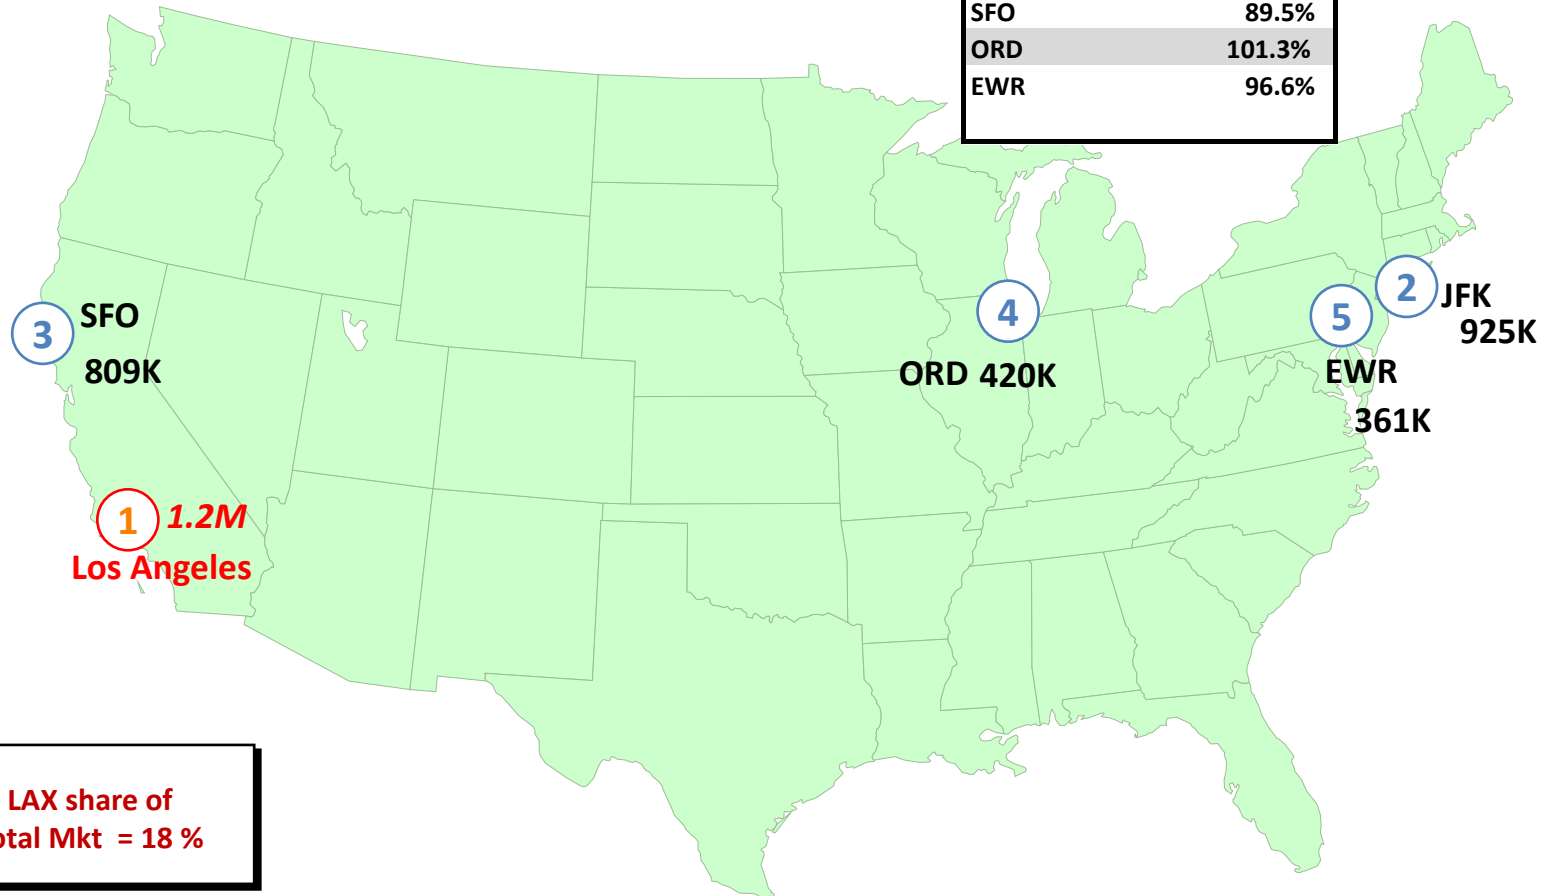 SFO 89.5%
ORD 101.3%
EWR 96.6%
3 SFO
809K
4
ORD 420K
2 JFK
925K
5
EWR
361K
1 1.2M
Los Angeles
LAX share of
Mkt = 18 %